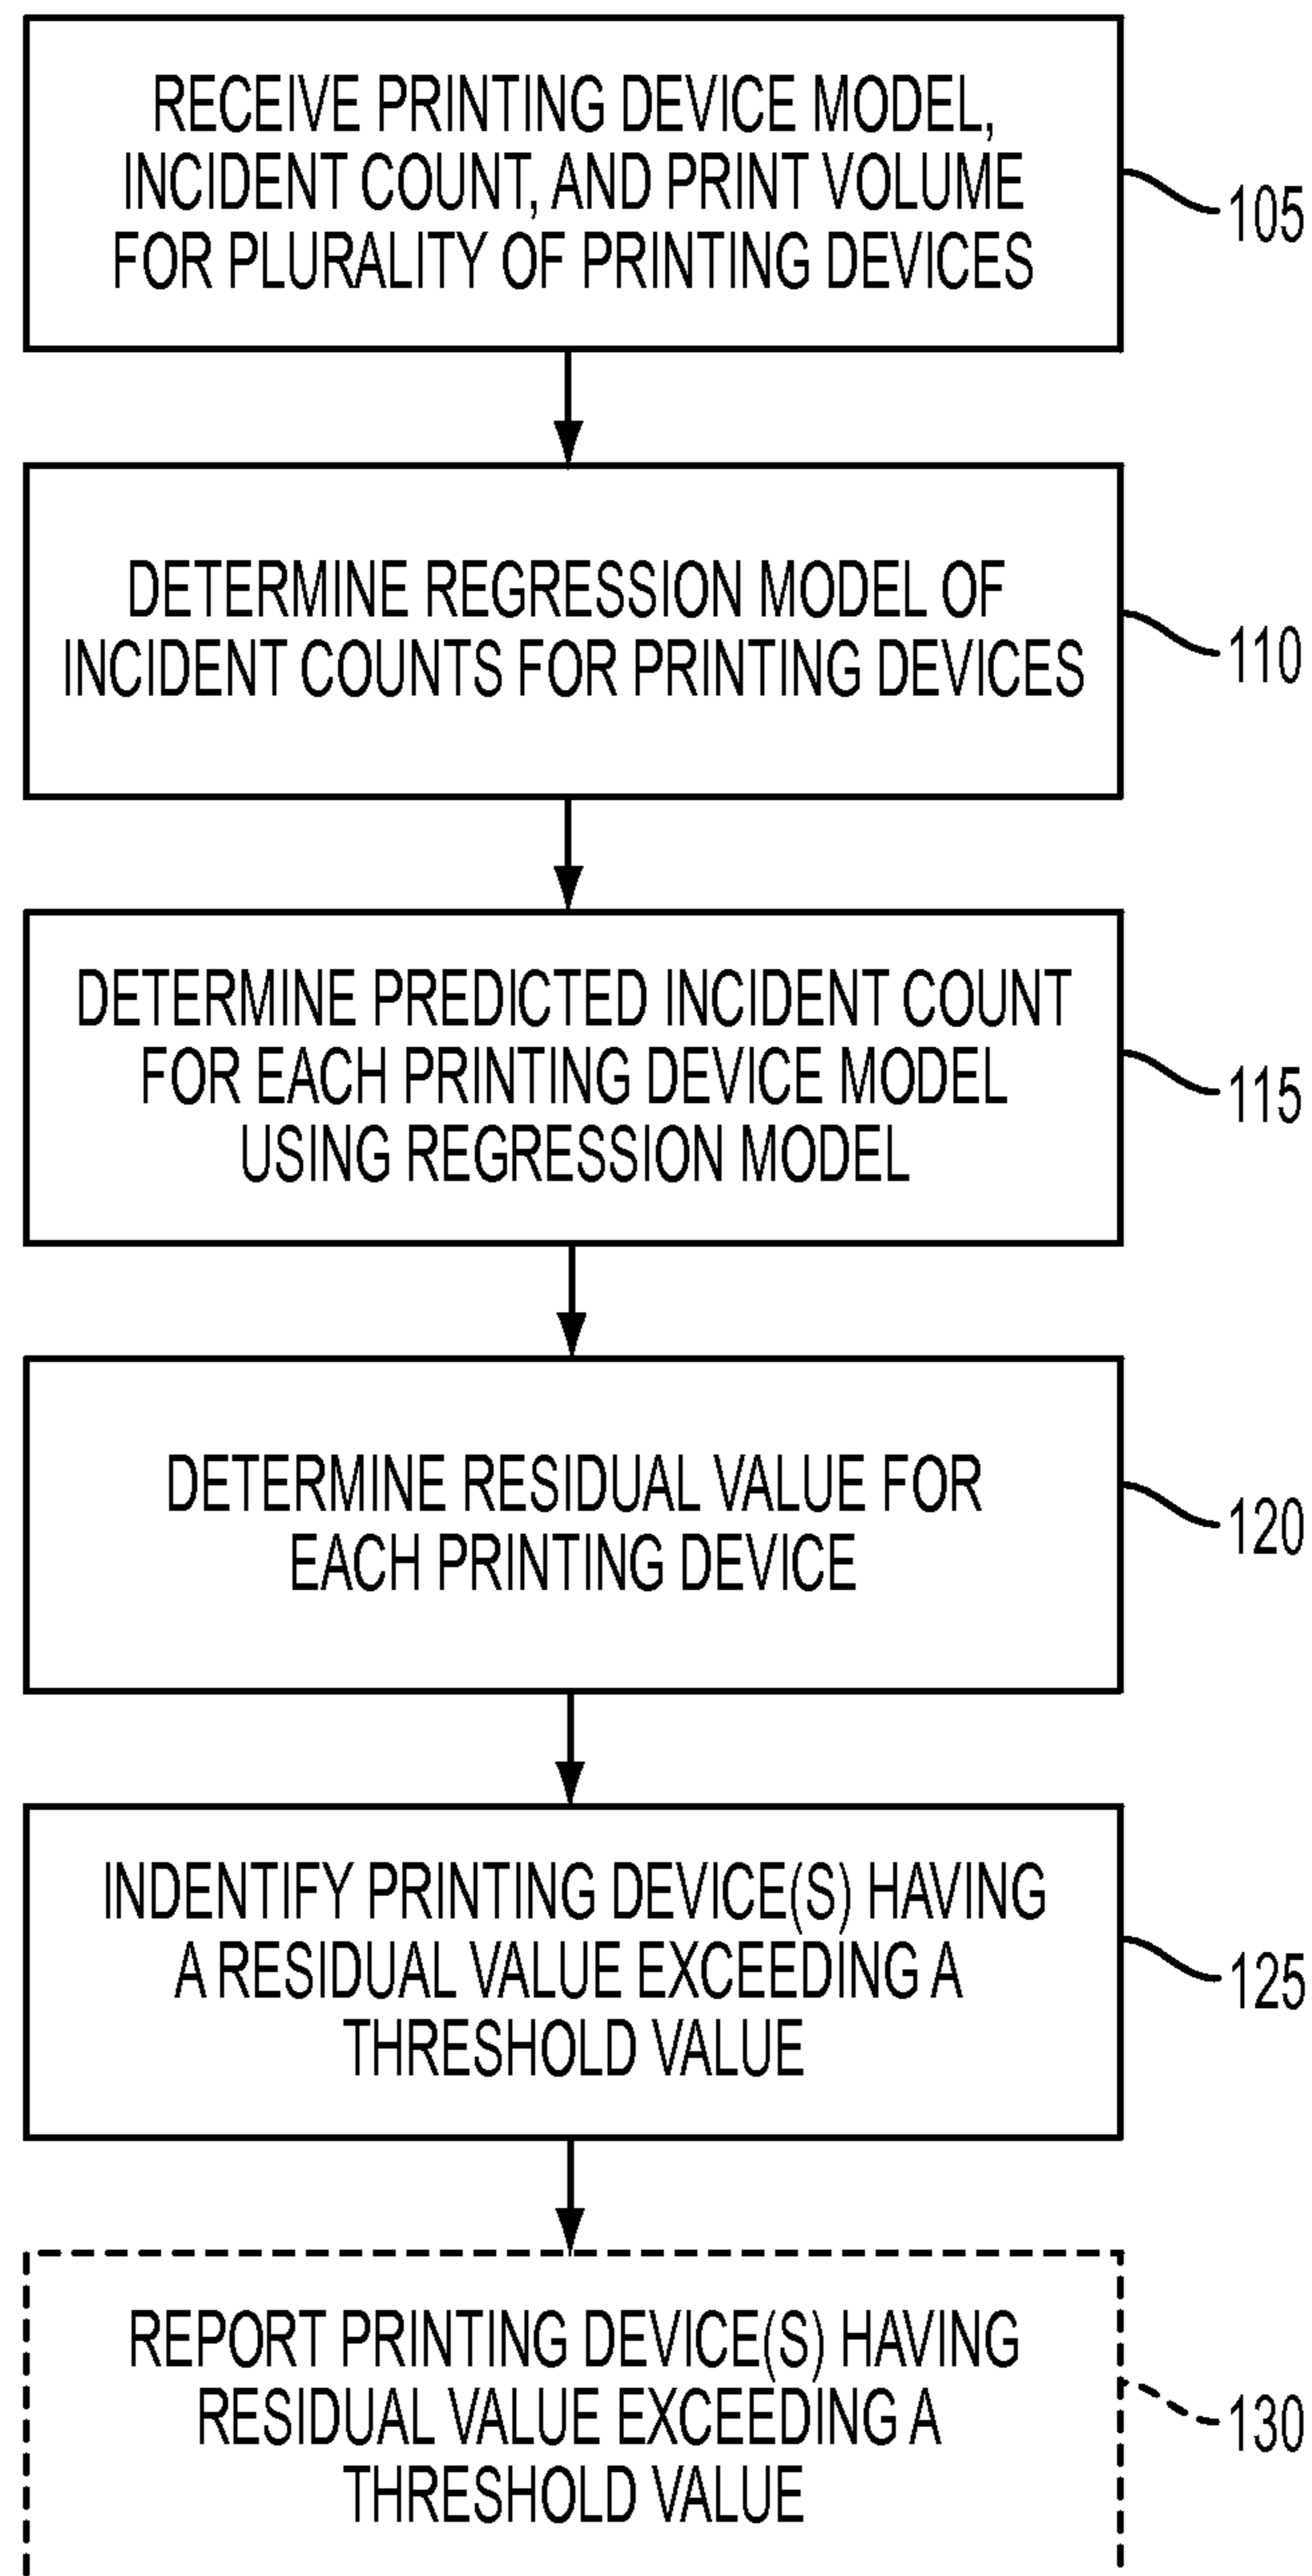 RECEIVE PRINTING DEVICE MODEL,
INCIDENT COUNT, AND PRINT VOLUME
FOR PLURALITY OF PRINTING DEVICES
105
DETERMINE REGRESSION MODEL OF
INCIDENT COUNTS FOR PRINTING DEVICES
110
DETERMINE PREDICTED INCIDENT COUNT
FOR EACH PRINTING DEVICE MODEL
USING REGRESSION MODEL
115
DETERMINE RESIDUAL VALUE FOR
EACH PRINTING DEVICE
120
INDENTIFY PRINTING DEVICE(S) HAVING
A RESIDUAL VALUE EXCEEDING A
THRESHOLD VALUE
125
REPORT PRINTING DEVICE(S) HAVING
RESIDUAL VALUE EXCEEDING A
THRESHOLD VALUE
130